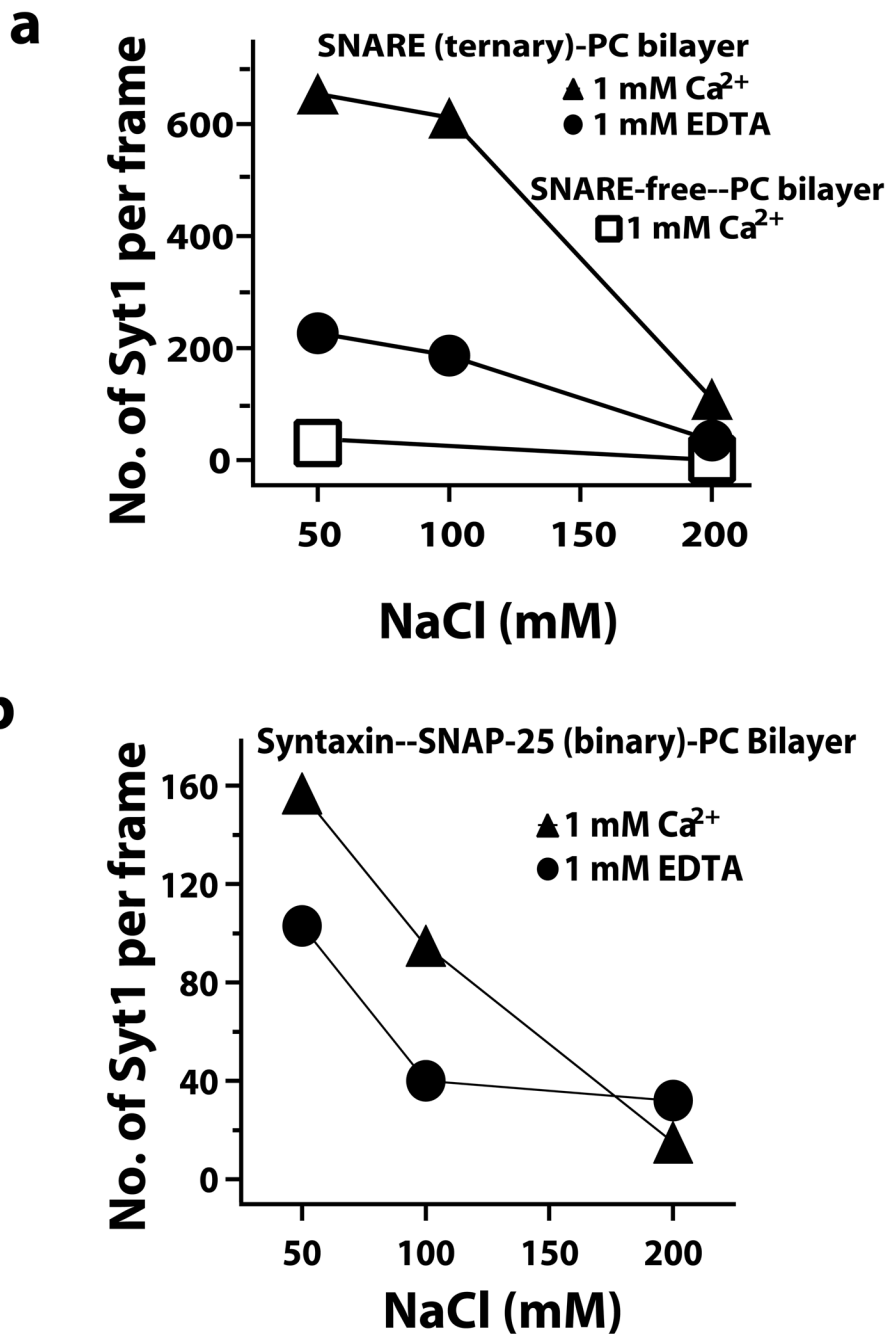 a
SNARE (ternary)-PC bilayer
1 mM Ca2+
1 mM EDTA
SNARE-free--PC bilayer
1 mM Ca2+
No. of Syt1 per frame
600
400
200
0
50 100 150 200
NaCl (mM)
b
Syntaxin--SNAP-25 (binary)-PC Bilayer
1 mM Ca2+
1 mM EDTA
No. of Syt1 per frame
160
120
80
40
0
50 100 150 200
NaCl (mM)